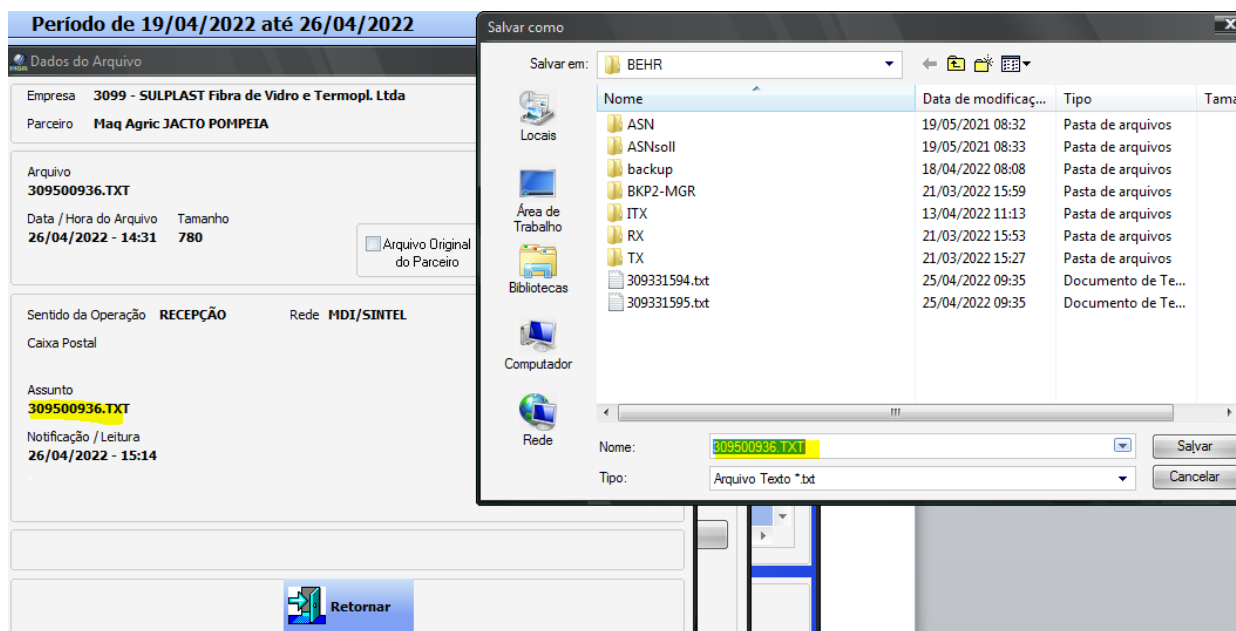 Período de 19/04/2022 até 26/04/2022
Dados do Arquivo
Empresa 3099 - SULPLAST Fibra de Vidro e Termopl. Ltda
Parceiro Maq Agric JACTO POMPEIA
Arquivo
309500936.TXT
Data / Hora do Arquivo Tamanho
26/04/2022 - 14:31 780
Arquivo Original
do Parceiro
Sentido da Operação RECEPÇÃO Rede MDI/SINTEL
Caixa Postal
Assunto
309500936.TXT
Notificação / Leitura
26/04/2022 - 15:14
Retornar
Salvar como
Salvar em: BEHR
Locais
Área de
Trabalho
Bibliotecas
Computador
Rede
Nome Data de modificaç... Tipo Tama
ASN 19/05/2021 08:32 Pasta de arquivos
ASNsoll 19/05/2021 08:33 Pasta de arquivos
backup 18/04/2022 08:08 Pasta de arquivos
BKP2-MGR 21/03/2022 15:59 Pasta de arquivos
ITX 13/04/2022 11:13 Pasta de arquivos
RX 21/03/2022 15:53 Pasta de arquivos
TX 21/03/2022 15:27 Pasta de arquivos
309331594.txt 25/04/2022 09:35 Documento de Te...
309331595.txt 25/04/2022 09:35 Documento de Te...
Nome: 309500936.TXT Salvar
Tipo: Arquivo Texto *.txt Cancelar